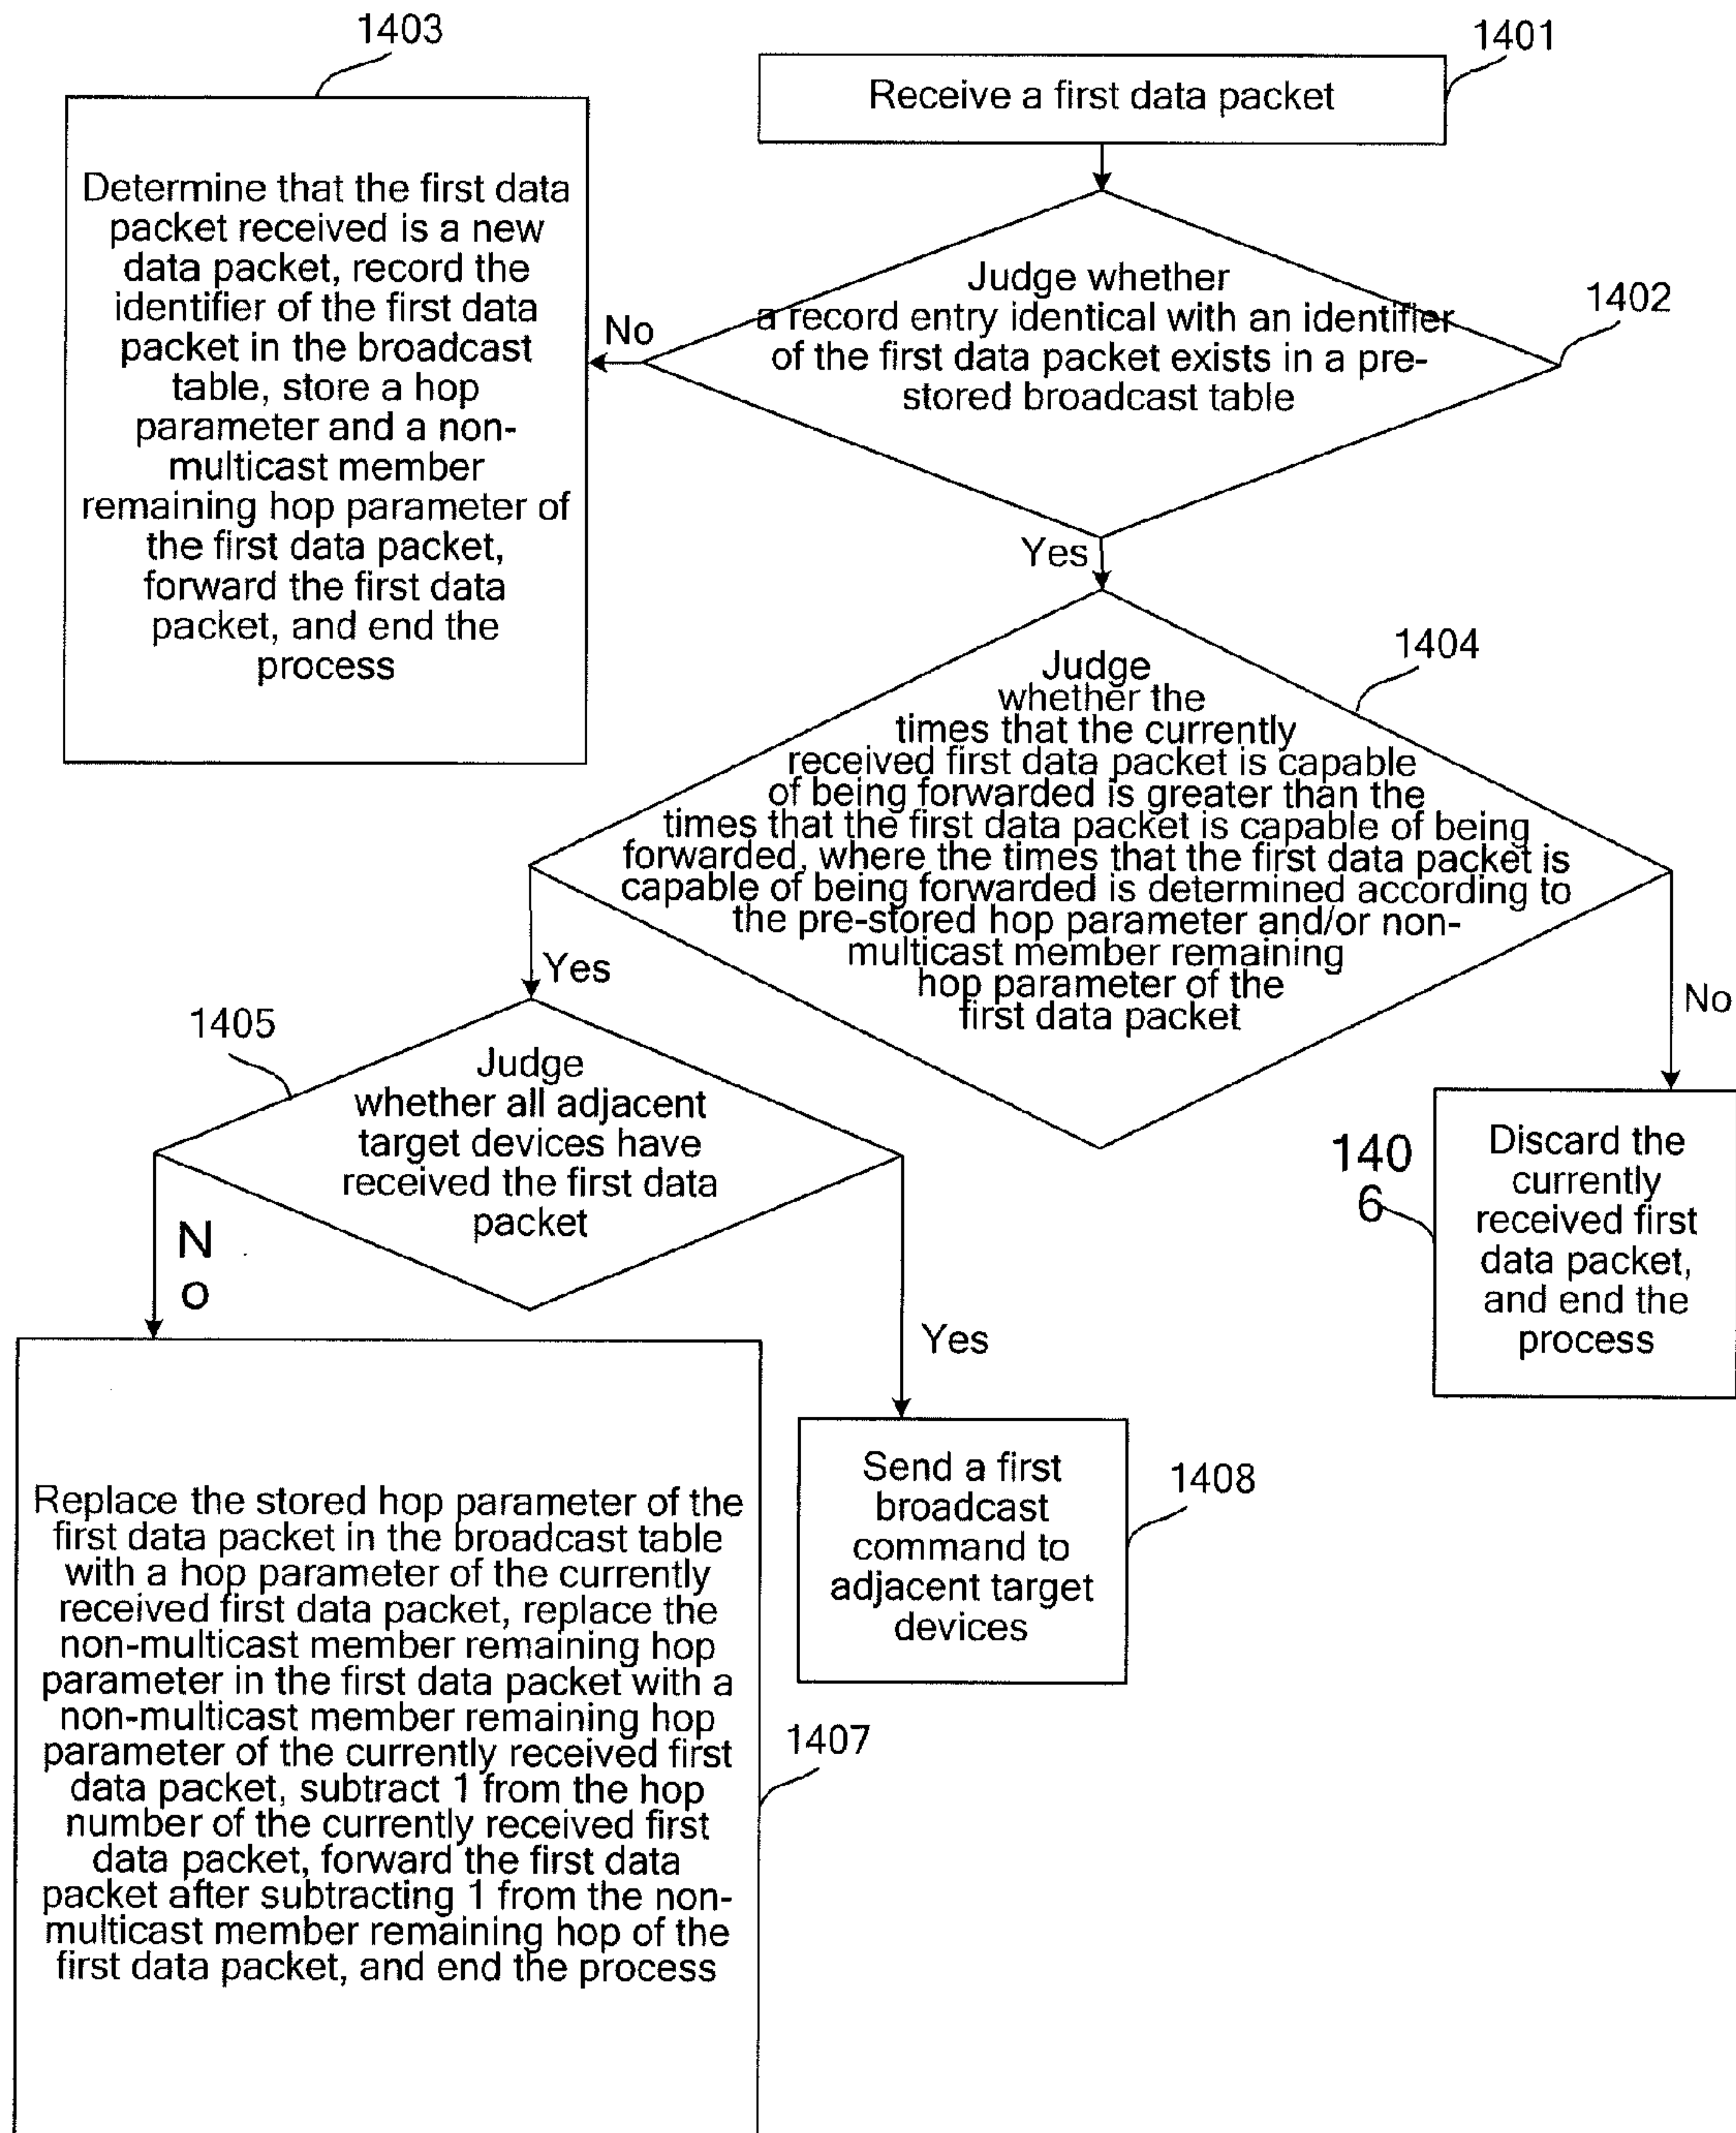 1403
1401
Receive a first data packet
Determine that the first data
packet received is a new
data packet, record the
identifier of the first data
packet in the broadcast
table, store a hop
parameter and a non-
multicast member
remaining hop parameter of
the first data packet,
forward the first data
packet, and end the
process
1402
Judge whether
a record entry identical with an identifier
of the first data packet exists in a pre-
stored broadcast table
No
Yes
1404
Judge
whether the
times that the currently
received first data packet is capable
of being forwarded is greater than the
times that the first data packet is capable of being
forwarded, where the times that the first data packet is
capable of being forwarded is determined according to
the pre-stored hop parameter and/or non-
multicast member remaining
hop parameter of the
first data packet
Yes
No
1405
Judge
whether all adjacent
target devices have
received the first data
packet
140
6
Discard the
currently
received first
data packet,
and end the
process
N
o
Yes
Replace the stored hop parameter of the
first data packet in the broadcast table
with a hop parameter of the currently
received first data packet, replace the
non-multicast member remaining hop
parameter in the first data packet with a
non-multicast member remaining hop
parameter of the currently received first
data packet, subtract 1 from the hop
number of the currently received first
data packet, forward the first data
packet after subtracting 1 from the non-
multicast member remaining hop of the
first data packet, and end the process
1407
Send a first
broadcast
command to
adjacent target
devices
1408